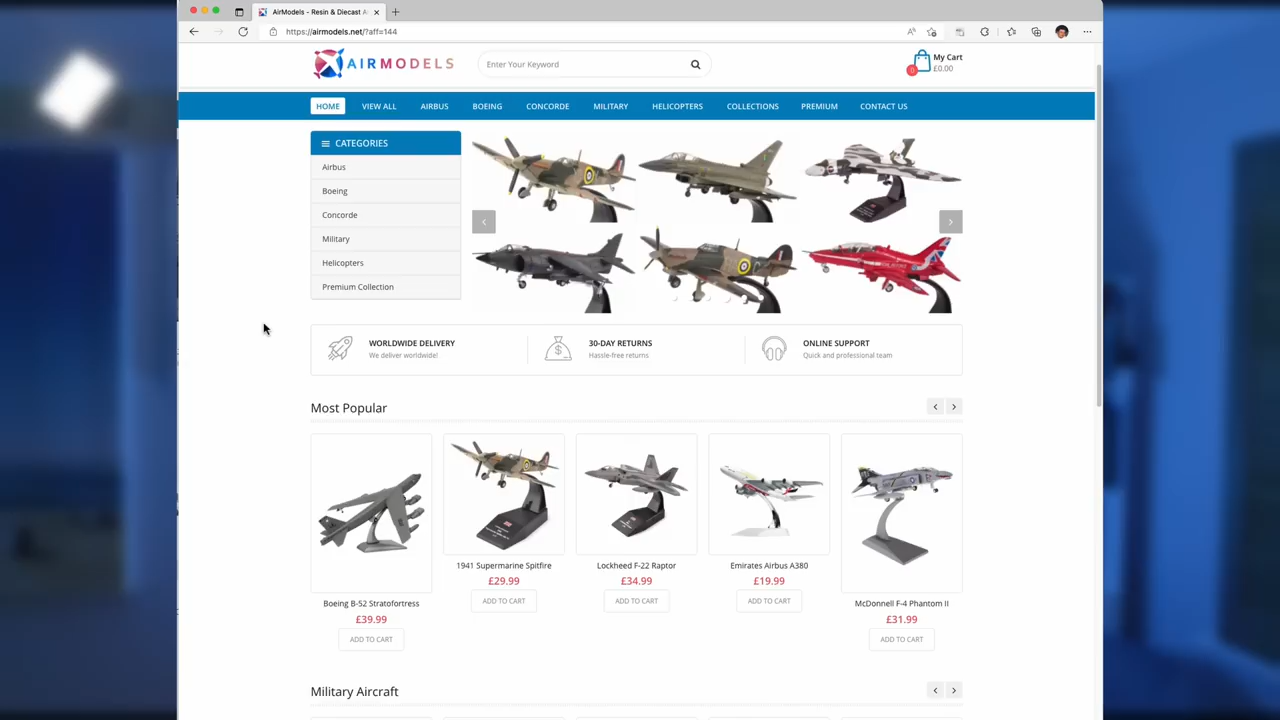 AirModels - Resin & Diecast A
https://airmodels.net/?aff=144
AIRMODELS
Enter Your Keyword
My Cart
0
£0.00
HOME
VIEW ALL
AIRBUS
BOEING
CONCORDE
MILITARY
HELICOPTERS
COLLECTIONS
PREMIUM
CONTACT US
CATEGORIES
Airbus
Boeing
Concorde
Military
Helicopters
Premium Collection
WORLDWIDE DELIVERY
We deliver worldwide!
30-DAY RETURNS
Hassle-free returns
ONLINE SUPPORT
Quick and professional team
Most Popular
Boeing B-52 Stratofortress
£39.99
ADD TO CART
1941 Supermarine Spitfire
£29.99
ADD TO CART
Lockheed F-22 Raptor
£34.99
ADD TO CART
Emirates Airbus A380
£19.99
ADD TO CART
McDonnell F-4 Phantom II
£31.99
ADD TO CART
Military Aircraft